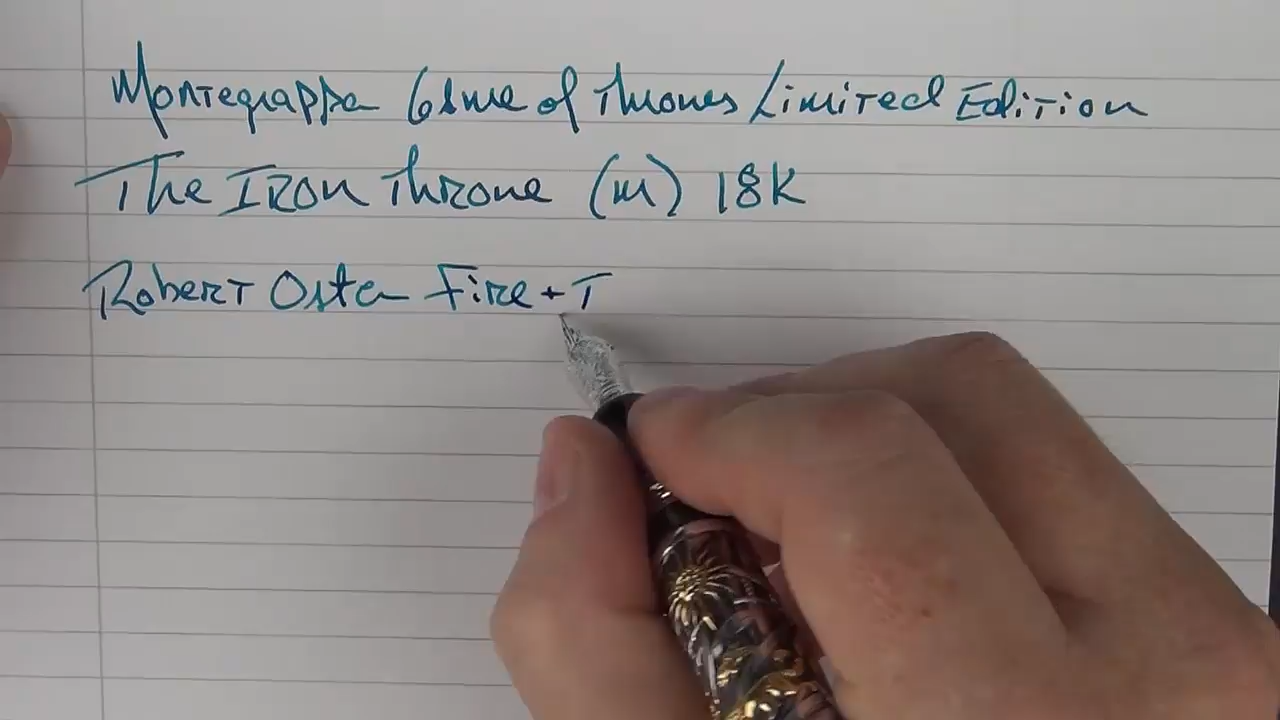 Montegrappa Game of Thrones Limited Edition
The Iron Throne (M) 18K
Robert Oster Fire + I